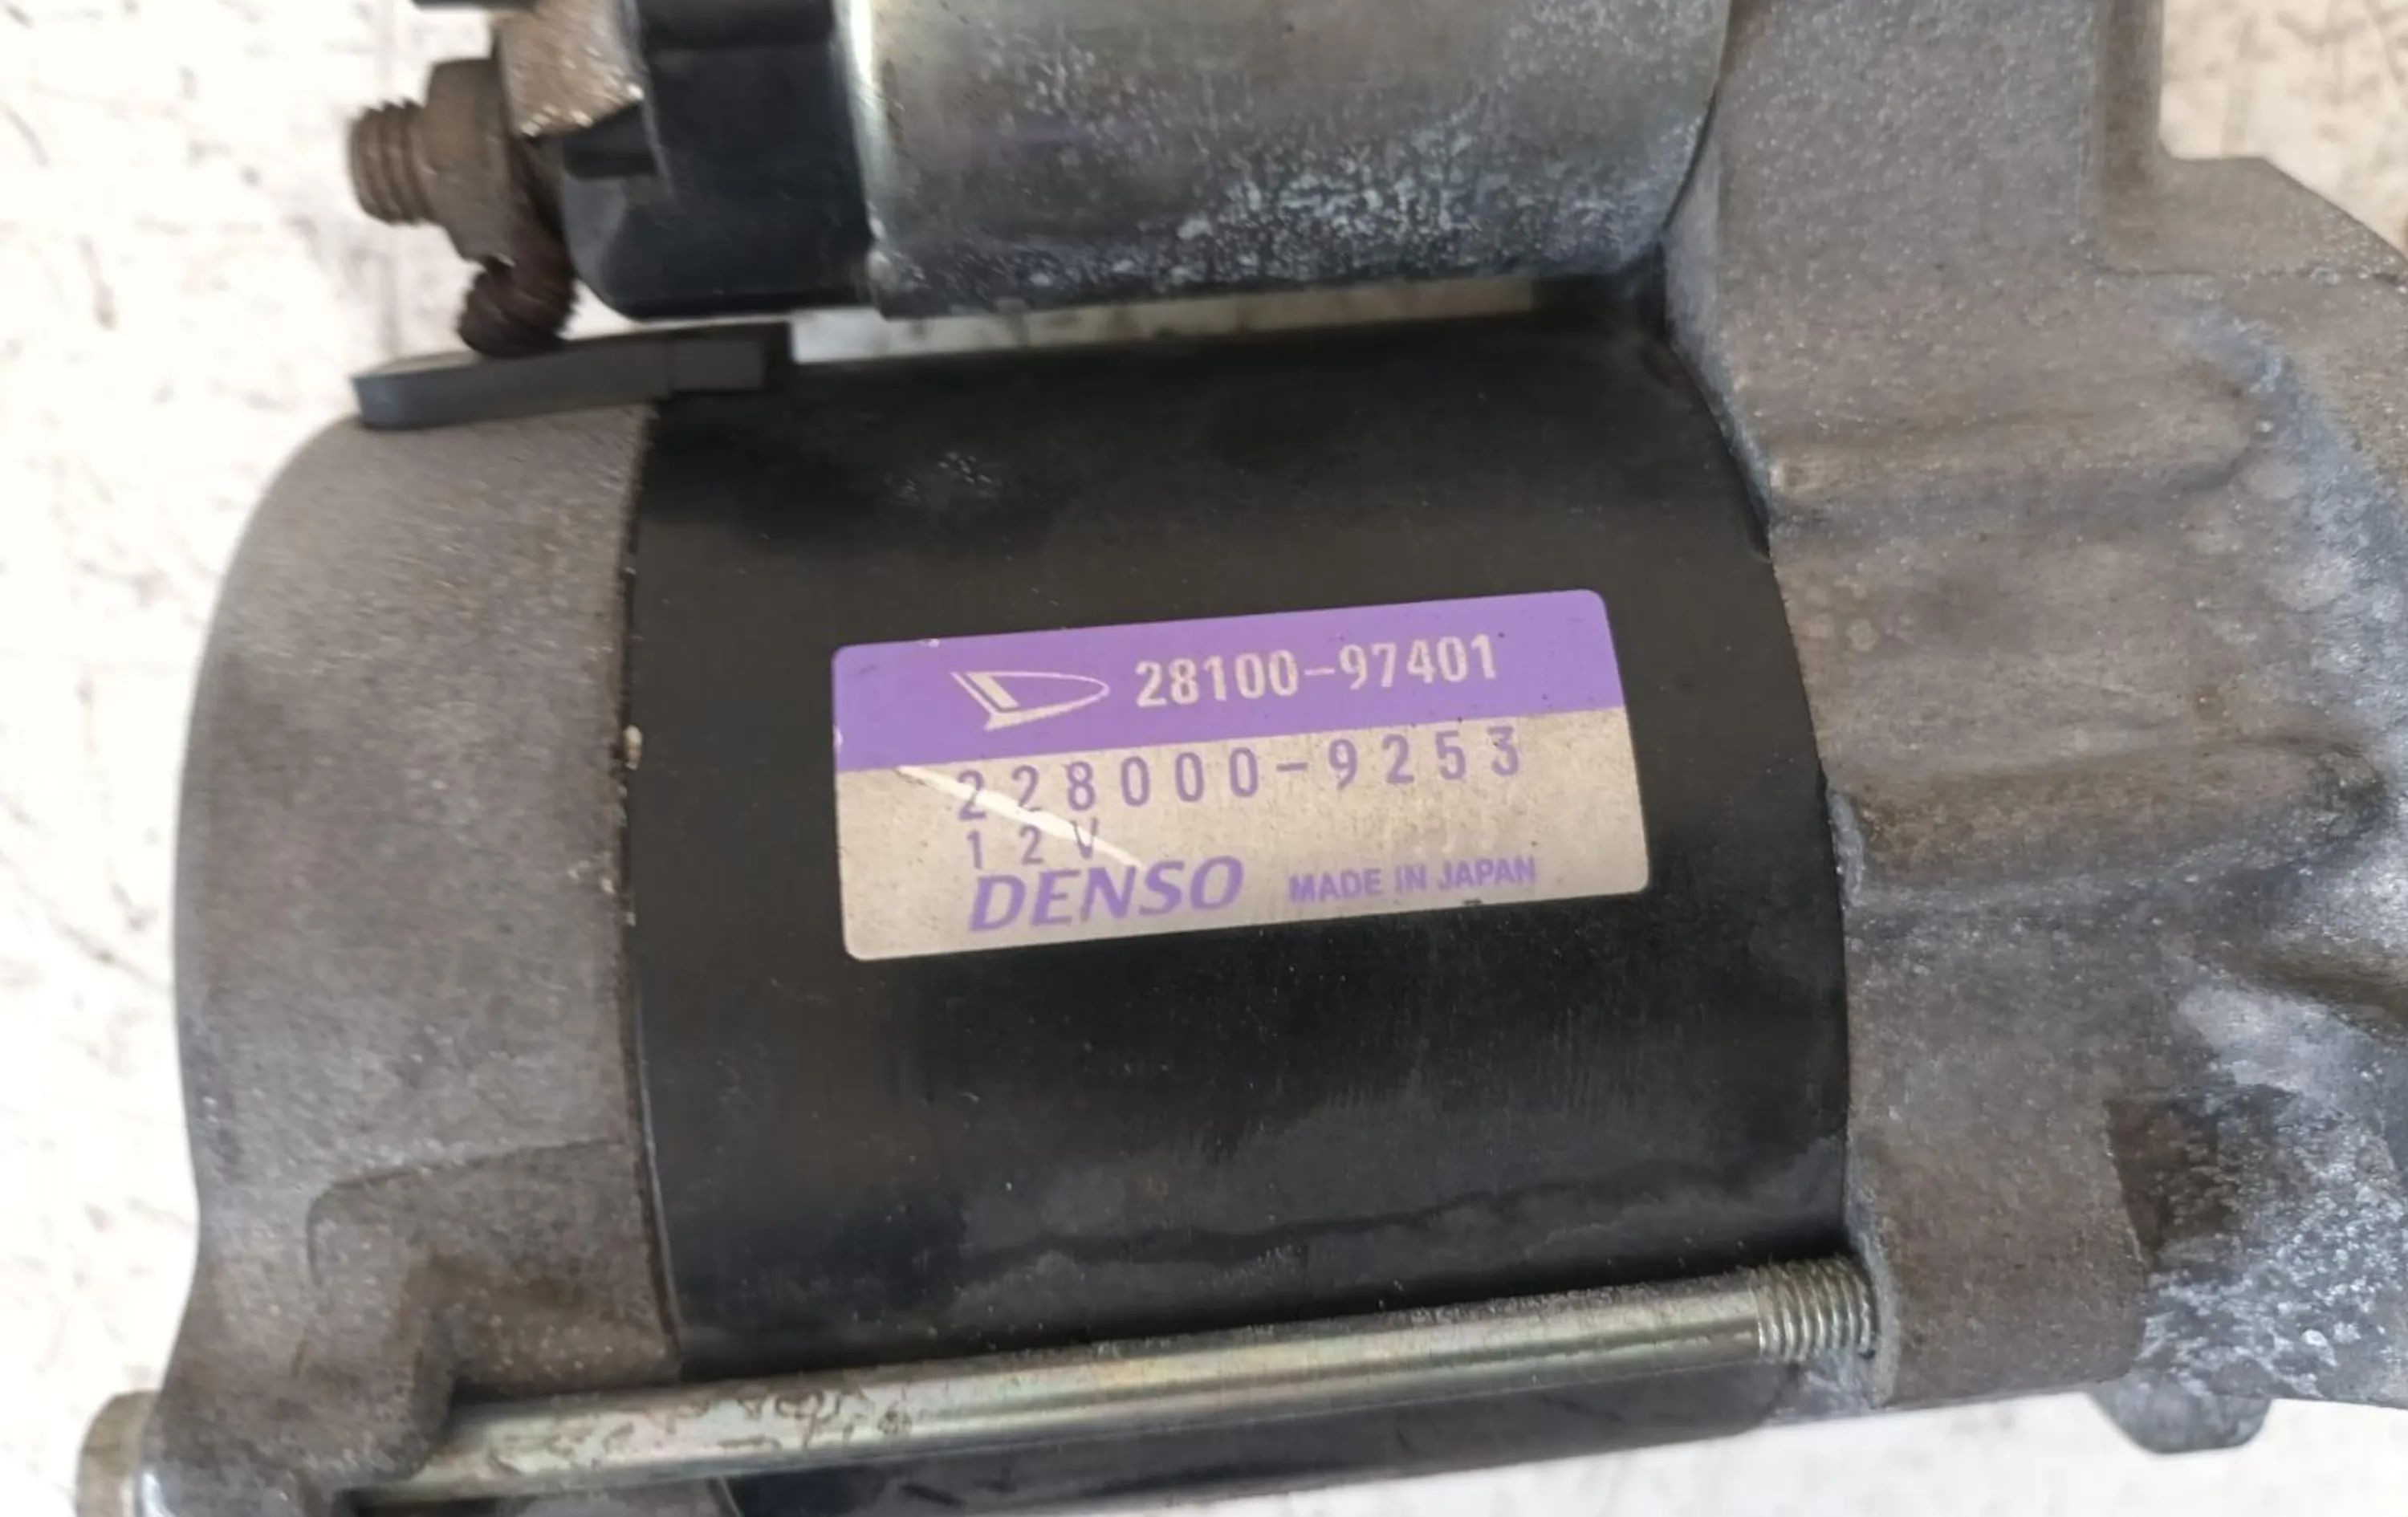 28100-97401
228000-9253
12V
DENSO MADE IN JAPAN